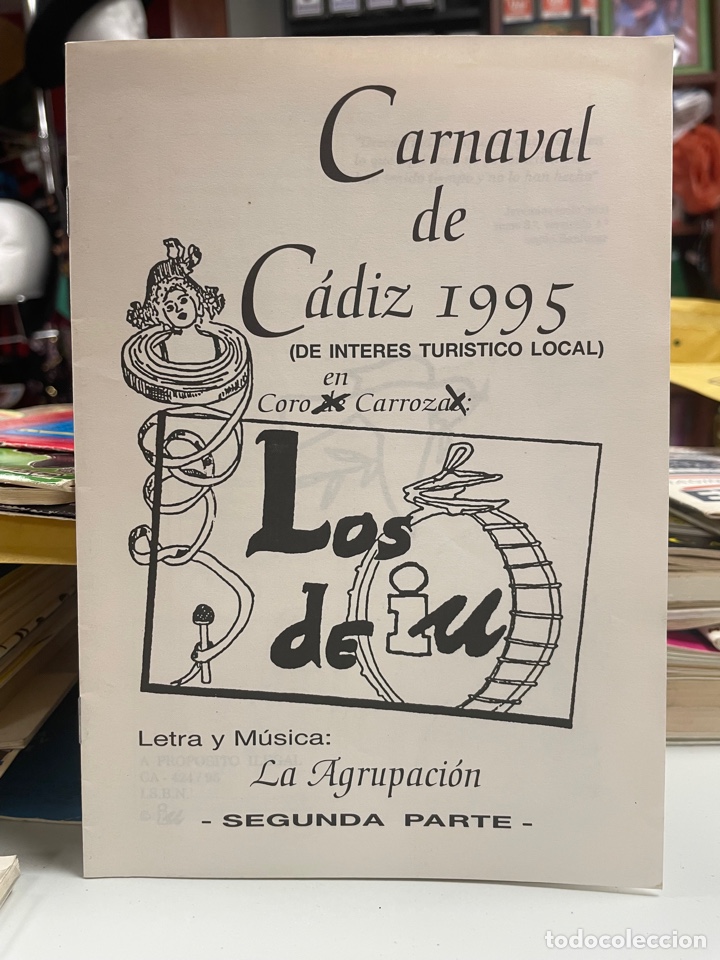 Carnaval
de
Cádiz 1995
(DE INTERES TURISTICO LOCAL)
en
Coro de Carrozas:
Los
de iu
Letra y Música:
La Agrupación
- SEGUNDA PARTE -
todocoleccion